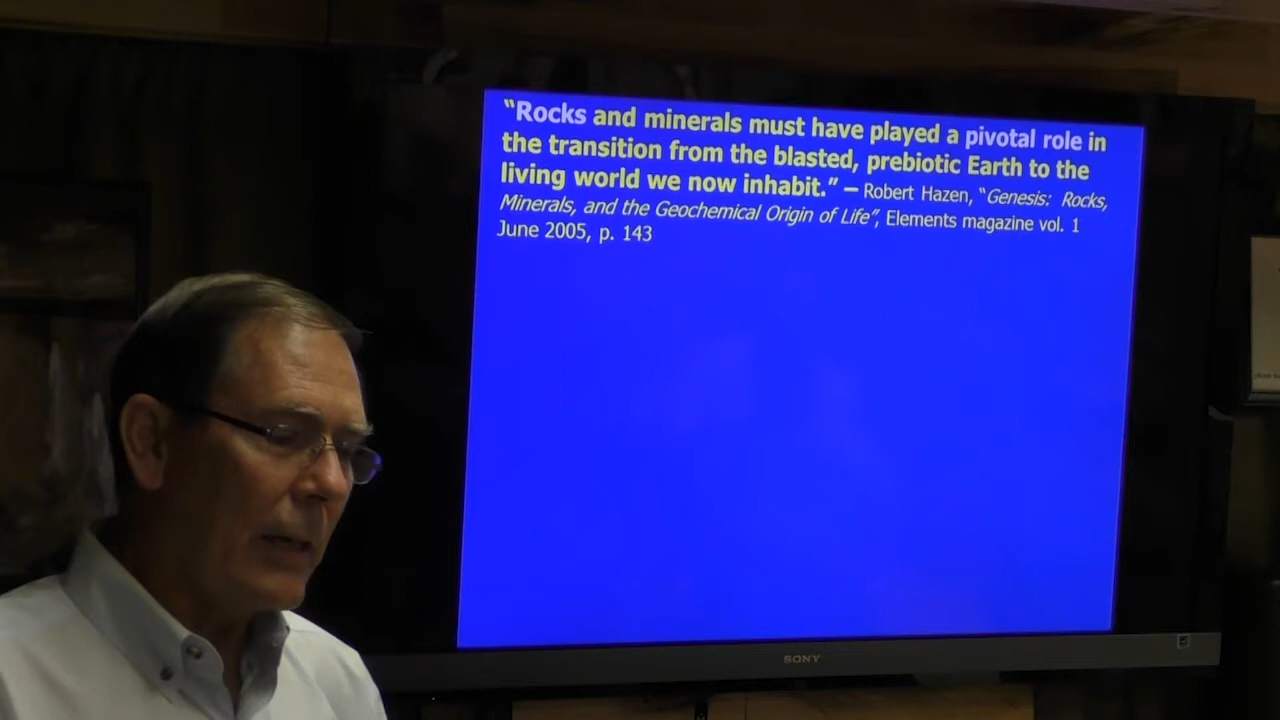 “Rocks and minerals must have played a pivotal role in
the transition from the blasted, prebiotic Earth to the
living world we now inhabit.” – Robert Hazen, “Genesis: Rocks,
Minerals, and the Geochemical Origin of Life”, Elements magazine vol. 1
June 2005, p. 143
SONY